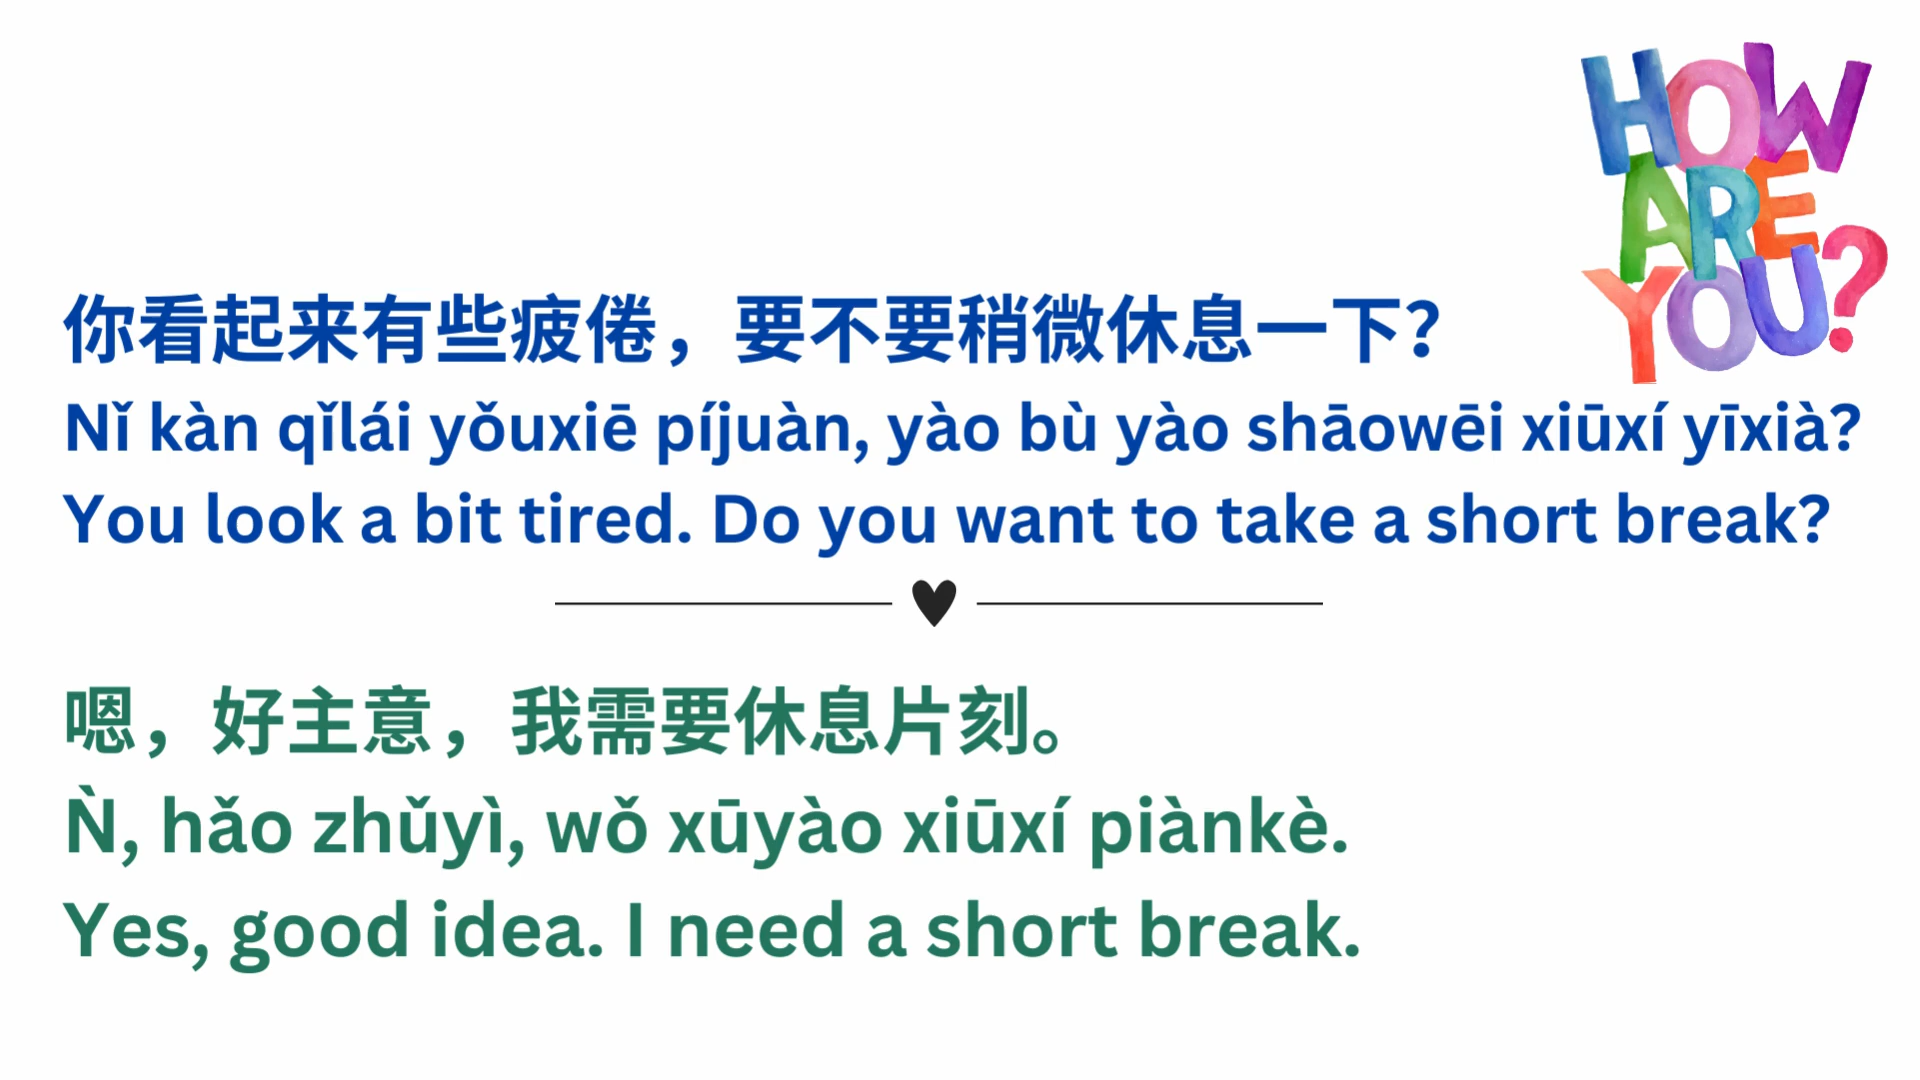 HOW
ARE
YOU?
你看起来有些疲倦，要不要稍微休息一下？
Nǐ kàn qǐlái yǒuxiē píjuàn, yào bù yào shāowēi xiūxí yīxià?
You look a bit tired. Do you want to take a short break?
嗯，好主意，我需要休息片刻。
Ǹ, hǎo zhǔyì, wǒ xūyào xiūxí piànkè.
Yes, good idea. I need a short break.